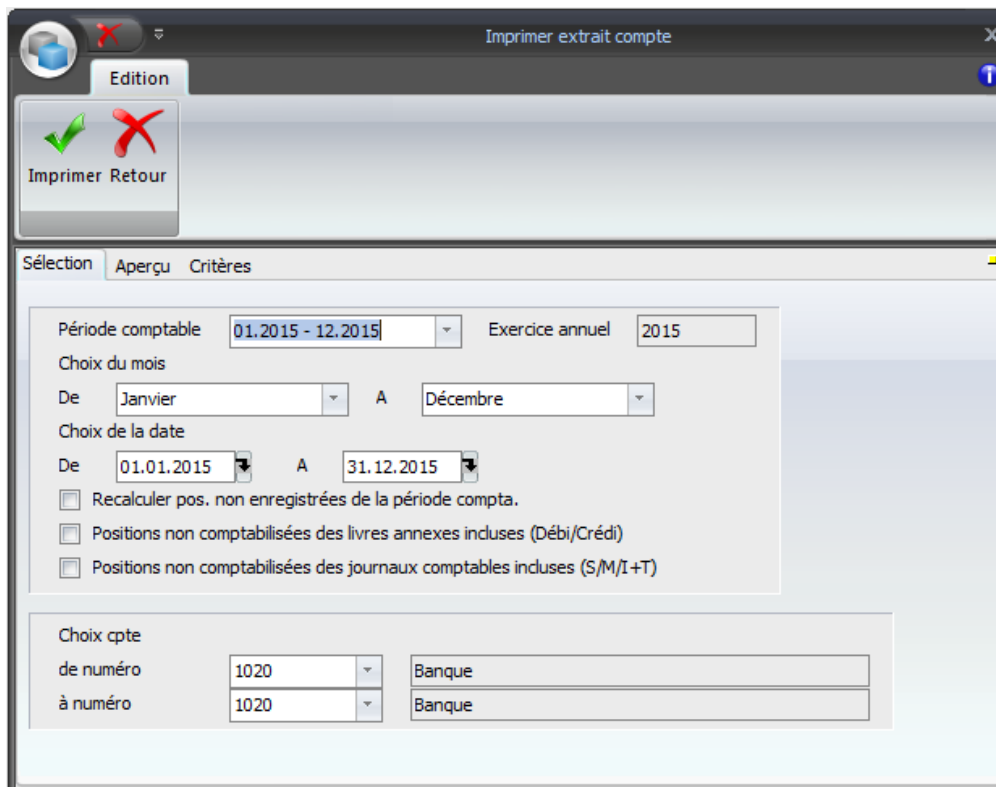 Imprimer extrait compte
Edition
Imprimer Retour
Sélection Aperçu Critères
Période comptable 01.2015 - 12.2015 Exercice annuel 2015
Choix du mois
De Janvier A Décembre
Choix de la date
De 01.01.2015 A 31.12.2015
Recalculer pos. non enregistrées de la période compta.
Positions non comptabilisées des livres annexes incluses (Débi/Crédi)
Positions non comptabilisées des journaux comptables incluses (S/M/I+T)
Choix cpte
de numéro 1020 Banque
à numéro 1020 Banque